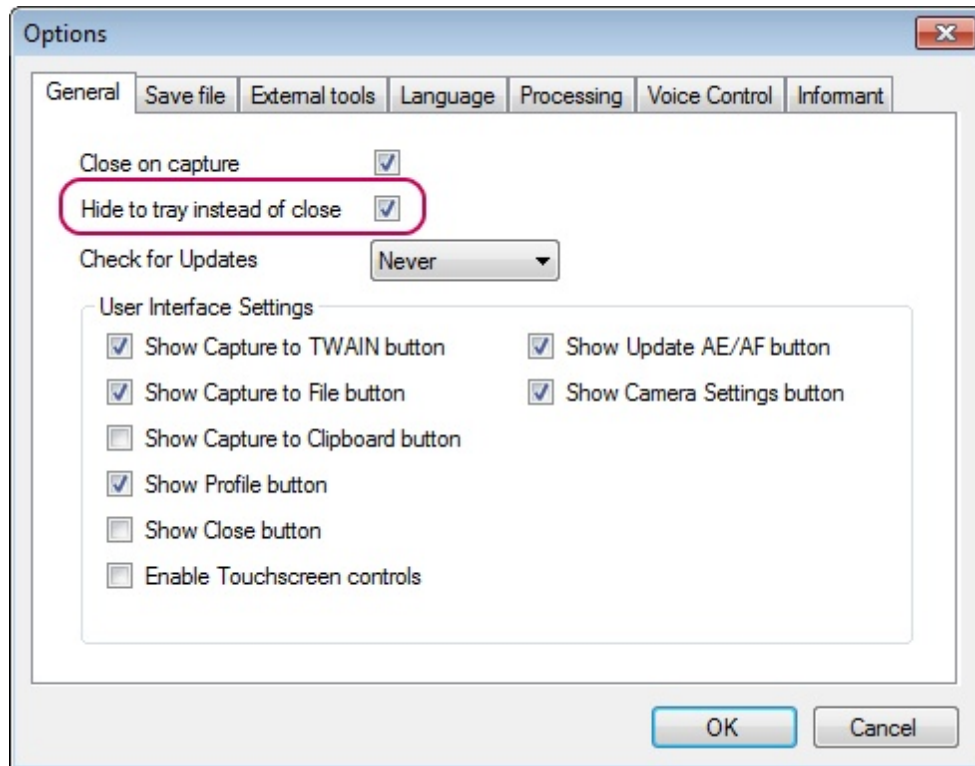 Options
General Save file External tools Language Processing Voice Control Informant
Close on capture
Hide to tray instead of close
Check for Updates Never
User Interface Settings
Show Capture to TWAIN button Show Update AE/AF button
Show Capture to File button Show Camera Settings button
Show Capture to Clipboard button
Show Profile button
Show Close button
Enable Touchscreen controls
OK Cancel